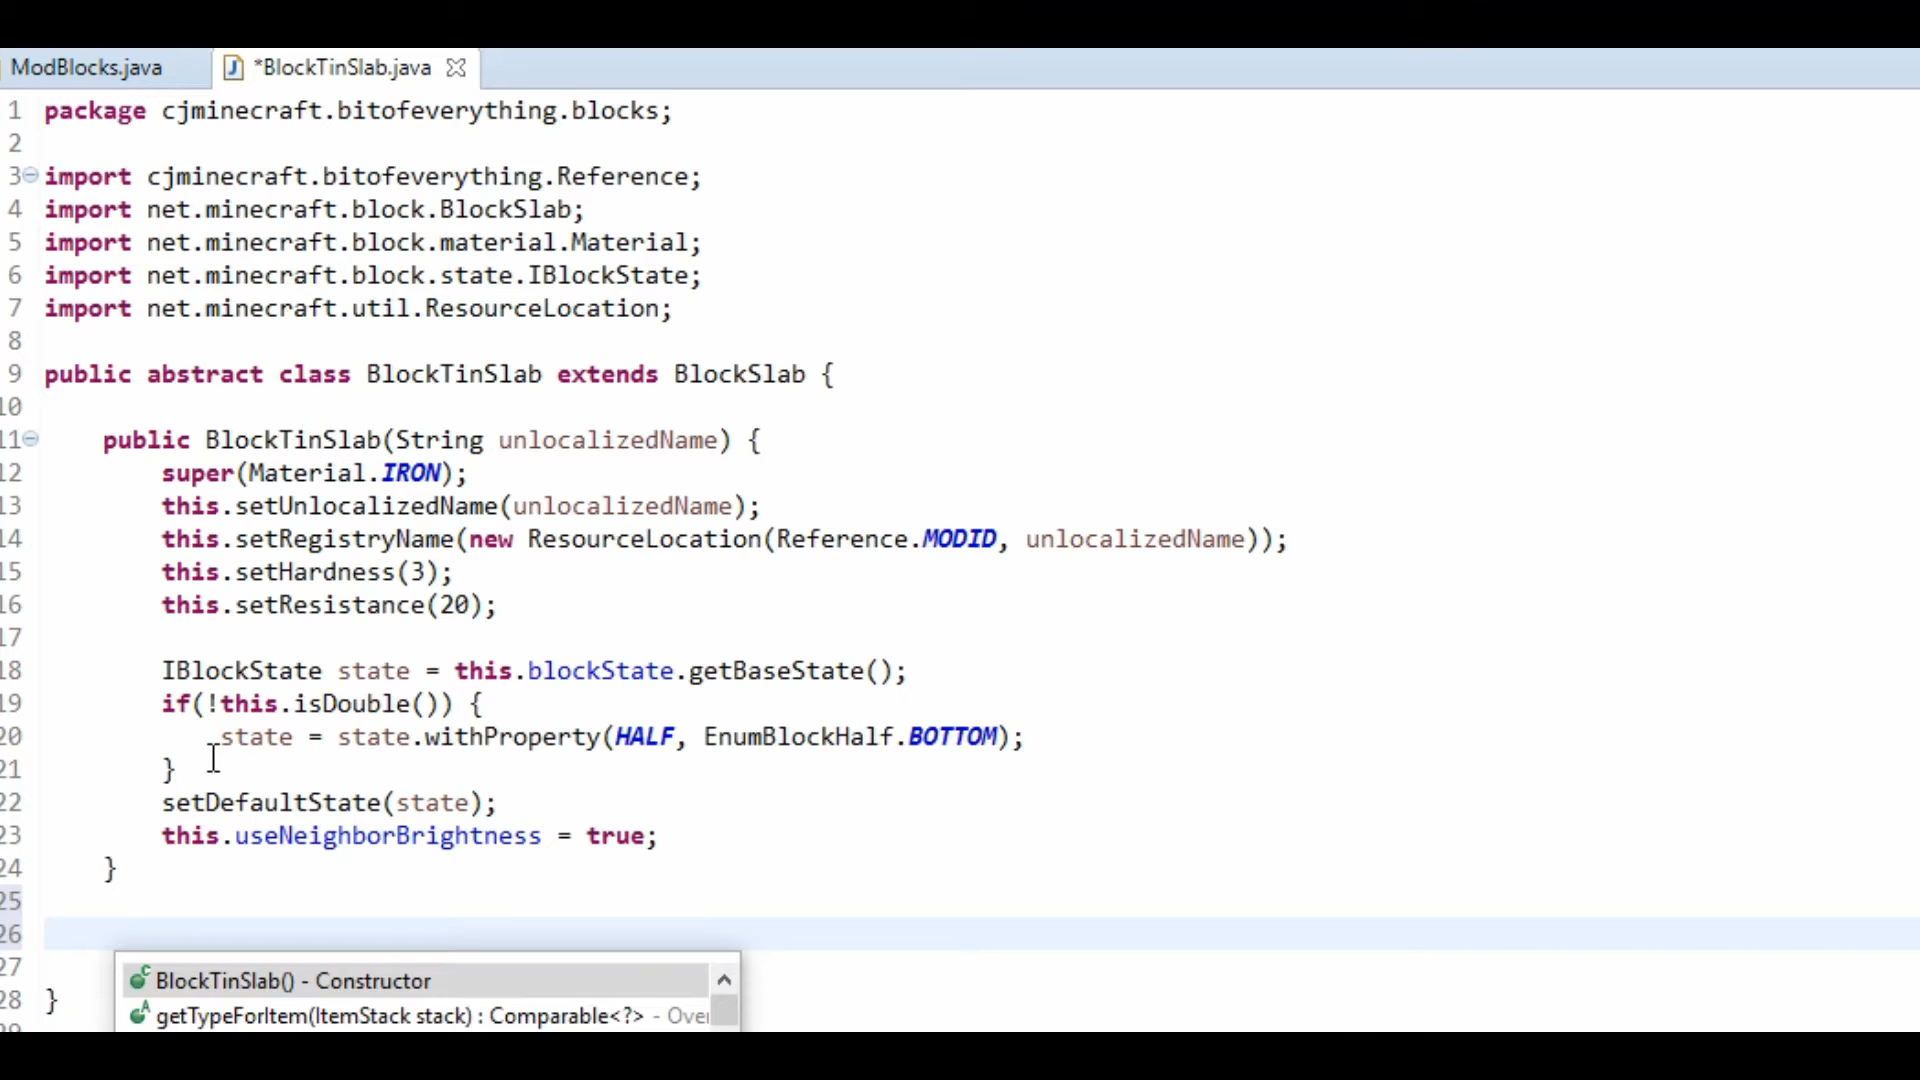 ModBlocks.java
*BlockTinSlab.java
1 package cjminecraft.bitofeverything.blocks;
2
3 import cjminecraft.bitofeverything.Reference;
4 import net.minecraft.block.BlockSlab;
5 import net.minecraft.block.material.Material;
6 import net.minecraft.block.state.IBlockState;
7 import net.minecraft.util.ResourceLocation;
8
9 public abstract class BlockTinSlab extends BlockSlab {
10
11 public BlockTinSlab(String unlocalizedName) {
12 super(Material.IRON);
13 this.setUnlocalizedName(unlocalizedName);
14 this.setRegistryName(new ResourceLocation(Reference.MODID, unlocalizedName));
15 this.setHardness(3);
16 this.setResistance(20);
17
18 IBlockState state = this.blockState.getBaseState();
19 if(!this.isDouble()) {
20 state = state.withProperty(HALF, EnumBlockHalf.BOTTOM);
21 }
22 setDefaultState(state);
23 this.useNeighborBrightness = true;
24 }
25
26
27
BlockTinSlab() - Constructor
28 }
getTypeForItem(ItemStack stack) : Comparable<?> -